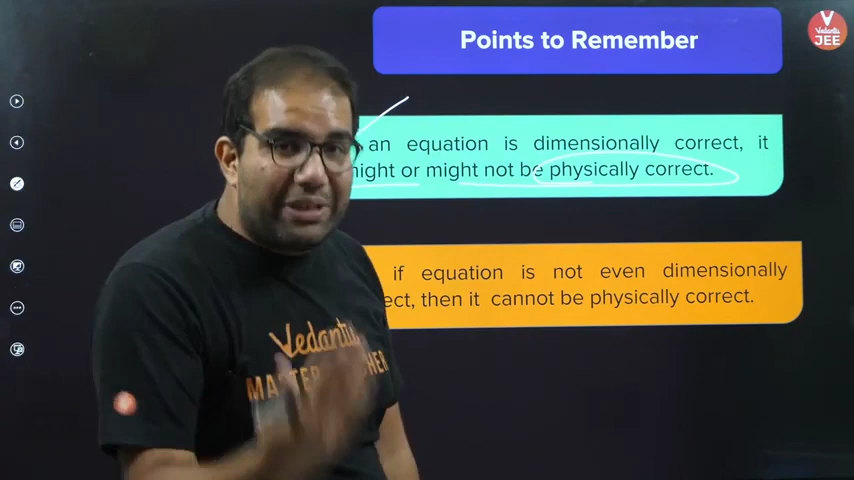 Points to Remember
Vedantu
JEE
an equation is dimensionally correct, it
might or might not be physically correct.
if equation is not even dimensionally
then it cannot be physically correct.
Vedantu